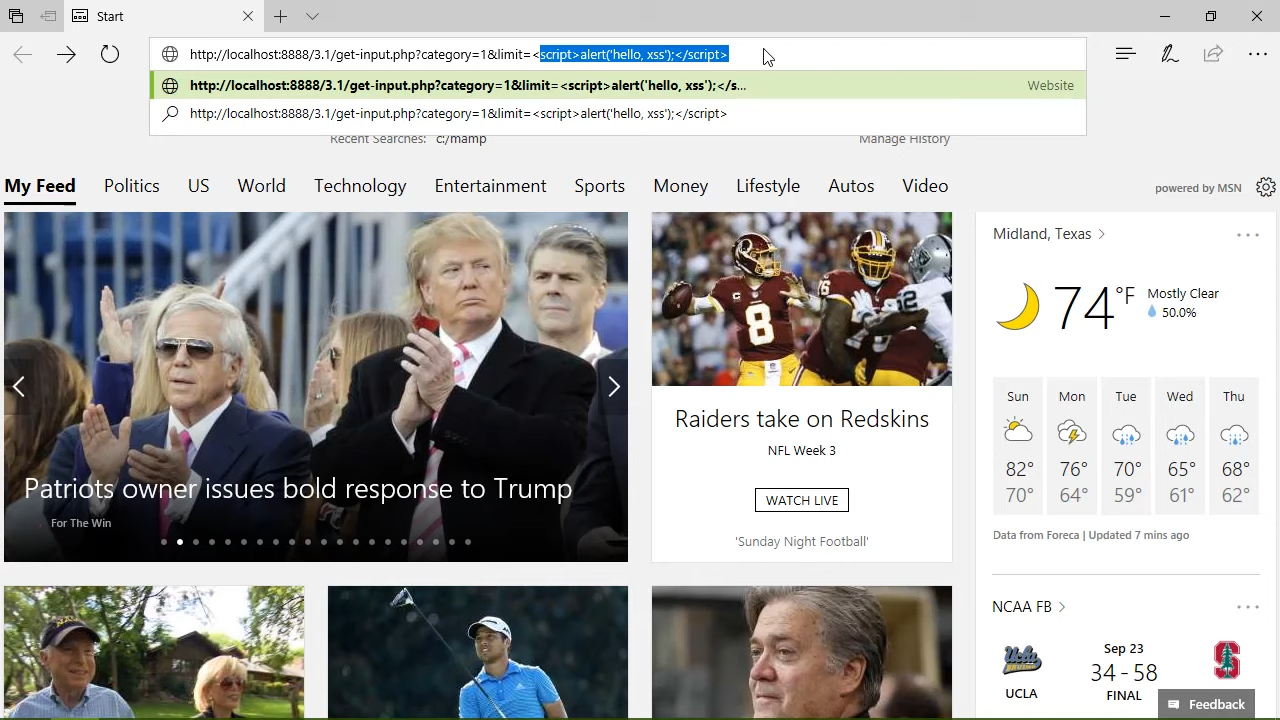 Start
http://localhost:8888/3.1/get-input.php?category=1&limit=<script>alert('hello, xss');</script>
http://localhost:8888/3.1/get-input.php?category=1&limit=<script>alert('hello, xss');</s...
Website
http://localhost:8888/3.1/get-input.php?category=1&limit=<script>alert('hello, xss');</script>
Recent Searches: c:/mamp
Manage History
My Feed Politics US World Technology Entertainment Sports Money Lifestyle Autos Video
powered by MSN
Patriots owner issues bold response to Trump
For The Win
Raiders take on Redskins
NFL Week 3
WATCH LIVE
'Sunday Night Football'
Midland, Texas >
74°F
Mostly Clear
50.0%
Sun Mon Tue Wed Thu
82° 76° 70° 65° 68°
70° 64° 59° 61° 62°
Data from Foreca | Updated 7 mins ago
NCAA FB >
Sep 23
34 - 58
UCLA FINAL
Feedback